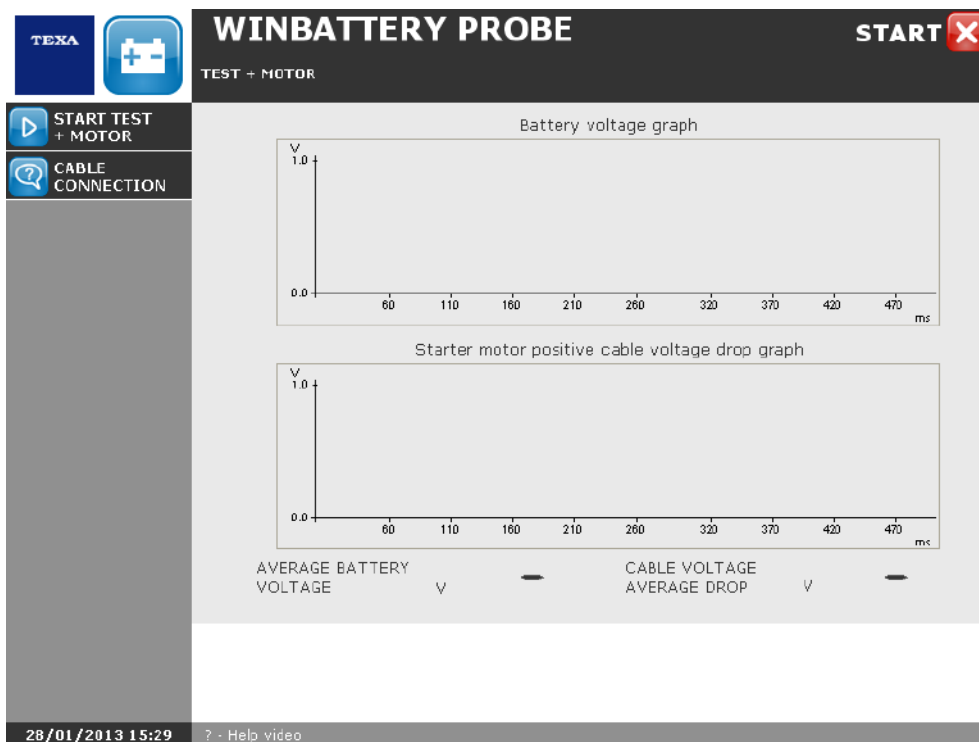 TEXA
WINBATTERY PROBE
START
TEST + MOTOR
START TEST
+ MOTOR
CABLE
CONNECTION
Battery voltage graph
V
1.0
0.0
60 110 160 210 260 320 370 420 470
ms
Starter motor positive cable voltage drop graph
V
1.0
0.0
60 110 160 210 260 320 370 420 470
ms
AVERAGE BATTERY
VOLTAGE V -
CABLE VOLTAGE
AVERAGE DROP V -
28/01/2013 15:29
? - Help video